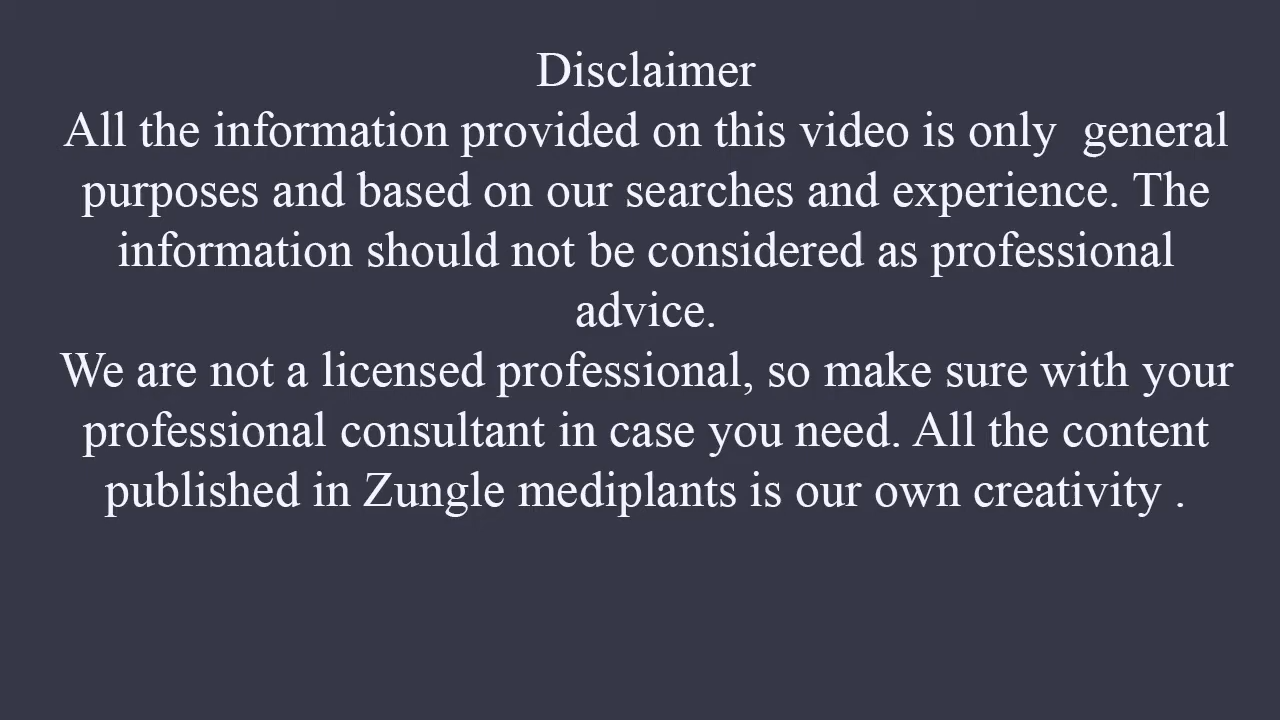 Disclaimer
All the information provided on this video is only  general
purposes and based on our searches and experience. The
information should not be considered as professional
advice.
We are not a licensed professional, so make sure with your
professional consultant in case you need. All the content
published in Zungle mediplants is our own creativity .